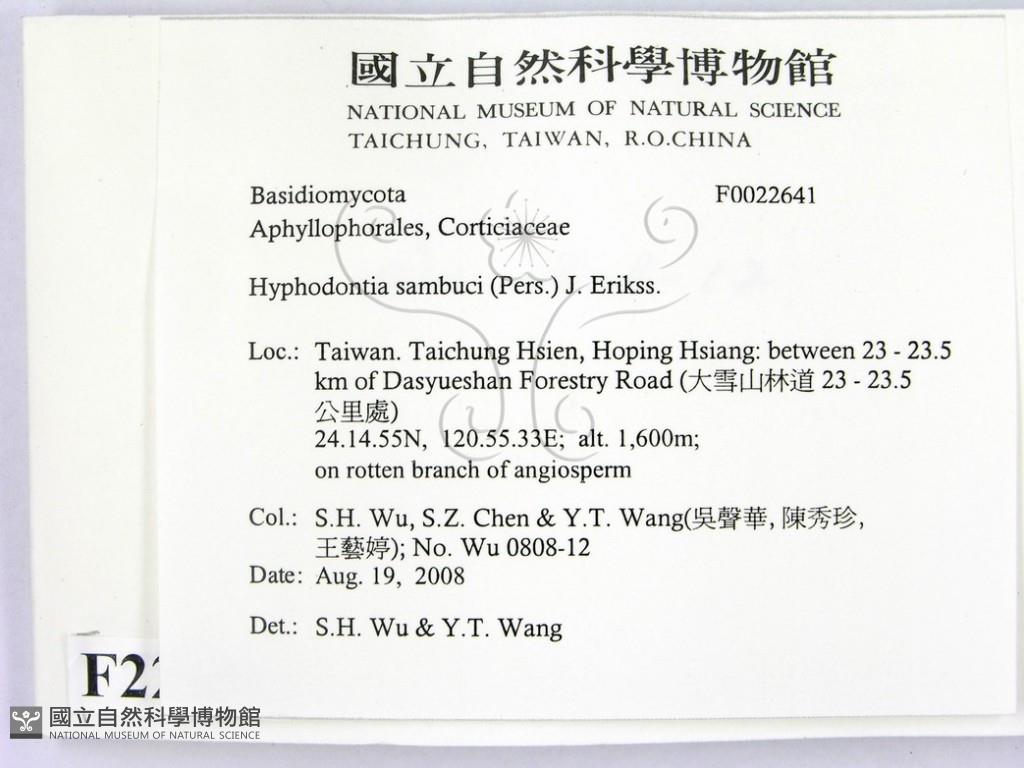 國立自然科學博物館
NATIONAL MUSEUM OF NATURAL SCIENCE
TAICHUNG, TAIWAN, R.O.CHINA
Basidiomycota F0022641
Aphyllophorales, Corticiaceae
Hyphodontia sambuci (Pers.) J. Erikss.
Loc.: Taiwan. Taichung Hsien, Hoping Hsiang: between 23 - 23.5
km of Dasyueshan Forestry Road (大雪山林道 23 - 23.5
公里處)
24.14.55N, 120.55.33E; alt. 1,600m;
on rotten branch of angiosperm
Col.: S.H. Wu, S.Z. Chen & Y.T. Wang(吳聲華, 陳秀珍,
王藝婷); No. Wu 0808-12
Date: Aug. 19, 2008
Det.: S.H. Wu & Y.T. Wang
F22
國立自然科學博物館
NATIONAL MUSEUM OF NATURAL SCIENCE